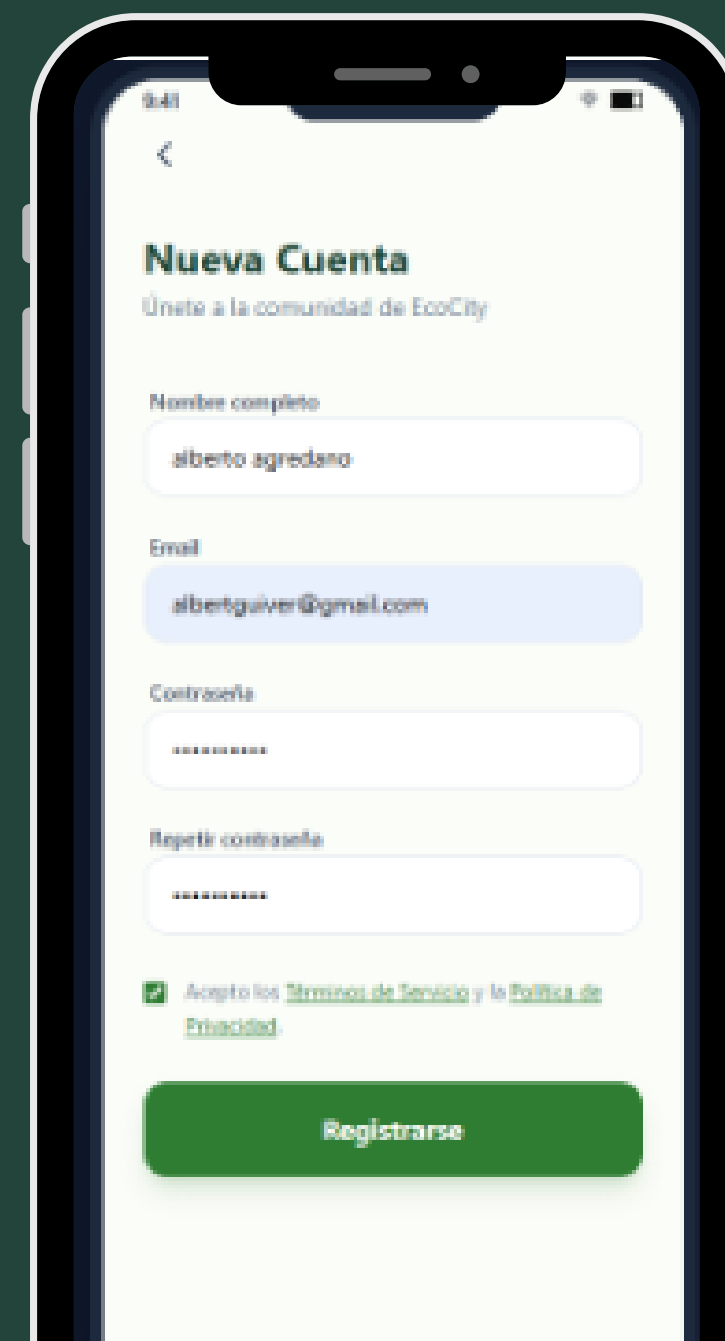 9:41
Nueva Cuenta
Únete a la comunidad de EcoCity
Nombre completo
alberto agredano
Email
albertguiver@gmail.com
Contraseña
••••••••••
Repetir contraseña
••••••••••
Acepto los Términos de Servicio y la Política de
Privacidad.
Registrarse